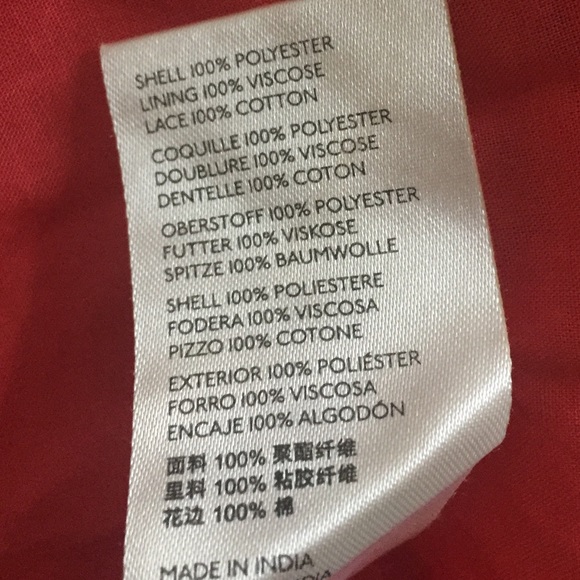 SHELL 100% POLYESTER
LINING 100% VISCOSE
LACE 100% COTTON
COQUILLE 100% POLYESTER
DOUBLURE 100% VISCOSE
DENTELLE 100% COTON
OBERSTOFF 100% POLYESTER
FUTTER 100% VISKOSE
SPITZE 100% BAUMWOLLE
SHELL 100% POLIESTERE
FODERA 100% VISCOSA
PIZZO 100% COTONE
EXTERIOR 100% POLIÉSTER
FORRO 100% VISCOSA
ENCAJE 100% ALGODÓN
面料 100% 聚酯纤维
里料 100% 粘胶纤维
花边 100% 棉
MADE IN INDIA